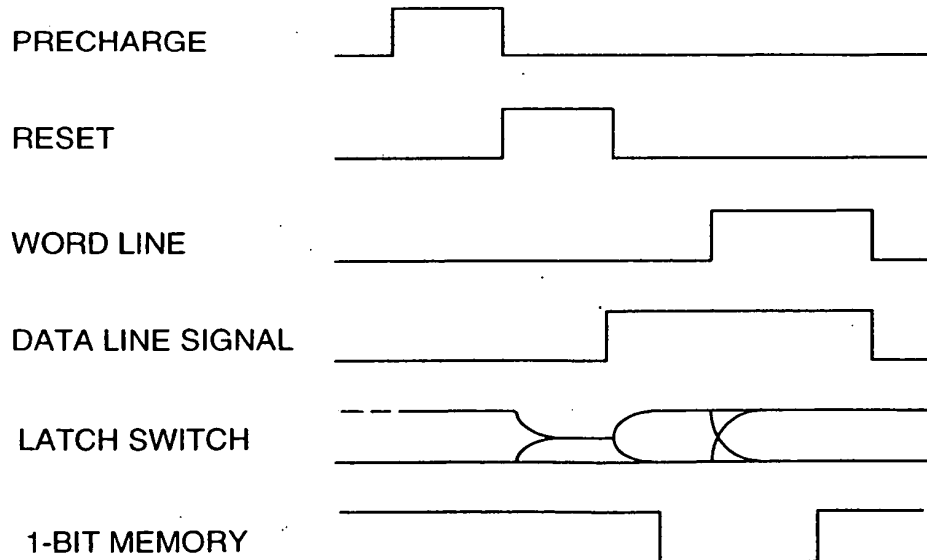 PRECHARGE
RESET
WORD LINE
DATA LINE SIGNAL
LATCH SWITCH
1-BIT MEMORY